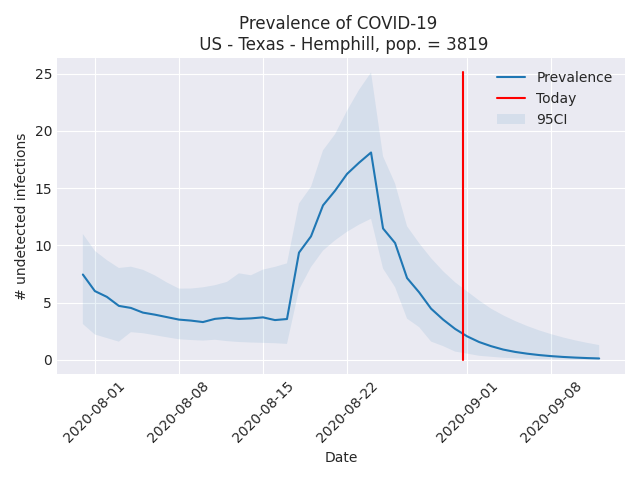 Prevalence of COVID-19
US - Texas - Hemphill, pop. = 3819
25
20
15
10
5
0
# undetected infections
Prevalence
Today
95CI
2020-08-01
2020-08-08
2020-08-15
2020-08-22
2020-09-01
2020-09-08
Date